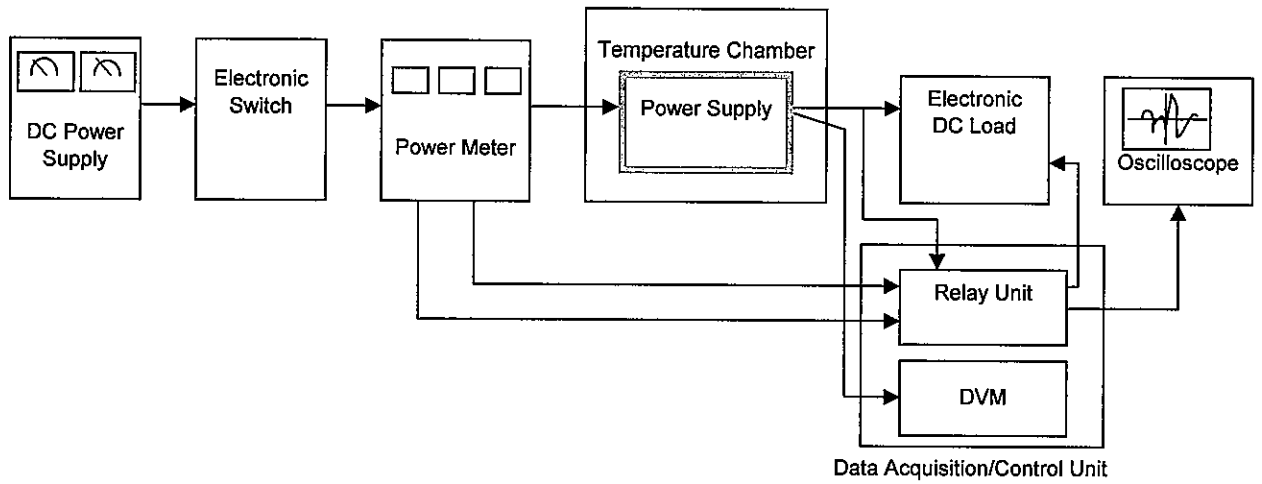 DC Power
Supply
Electronic
Switch
Power Meter
Temperature Chamber
Power Supply
Electronic
DC Load
Oscilloscope
Relay Unit
DVM
Data Acquisition/Control Unit